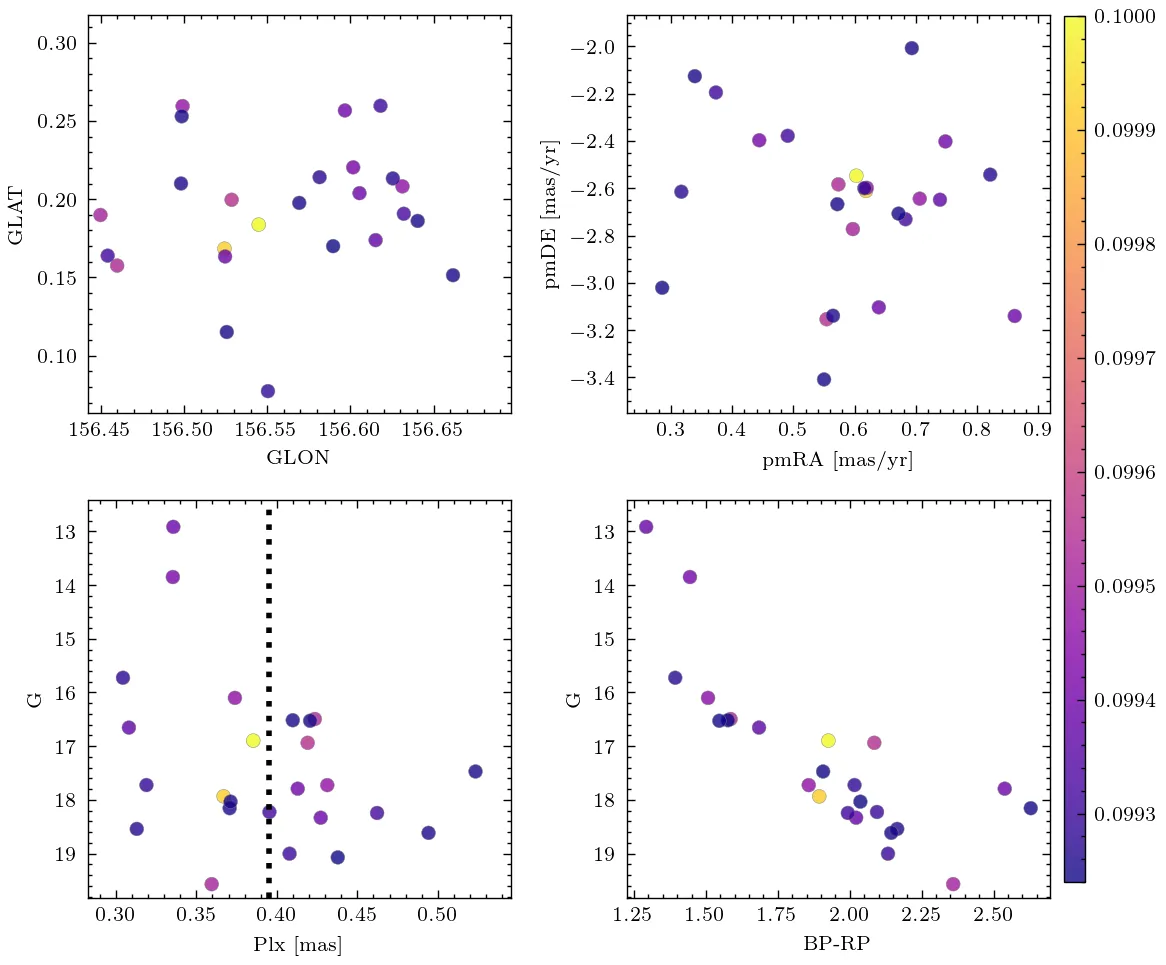 0.30
0.25
0.20
0.15
0.10
GLAT
156.45 156.50 156.55 156.60 156.65
GLON
−2.0
−2.2
−2.4
−2.6
−2.8
−3.0
−3.2
−3.4
pmDE [mas/yr]
0.3 0.4 0.5 0.6 0.7 0.8 0.9
pmRA [mas/yr]
13
14
15
16
17
18
19
G
0.30 0.35 0.40 0.45 0.50
Plx [mas]
13
14
15
16
17
18
19
G
1.25 1.50 1.75 2.00 2.25 2.50
BP-RP
0.1000
0.0999
0.0998
0.0997
0.0996
0.0995
0.0994
0.0993